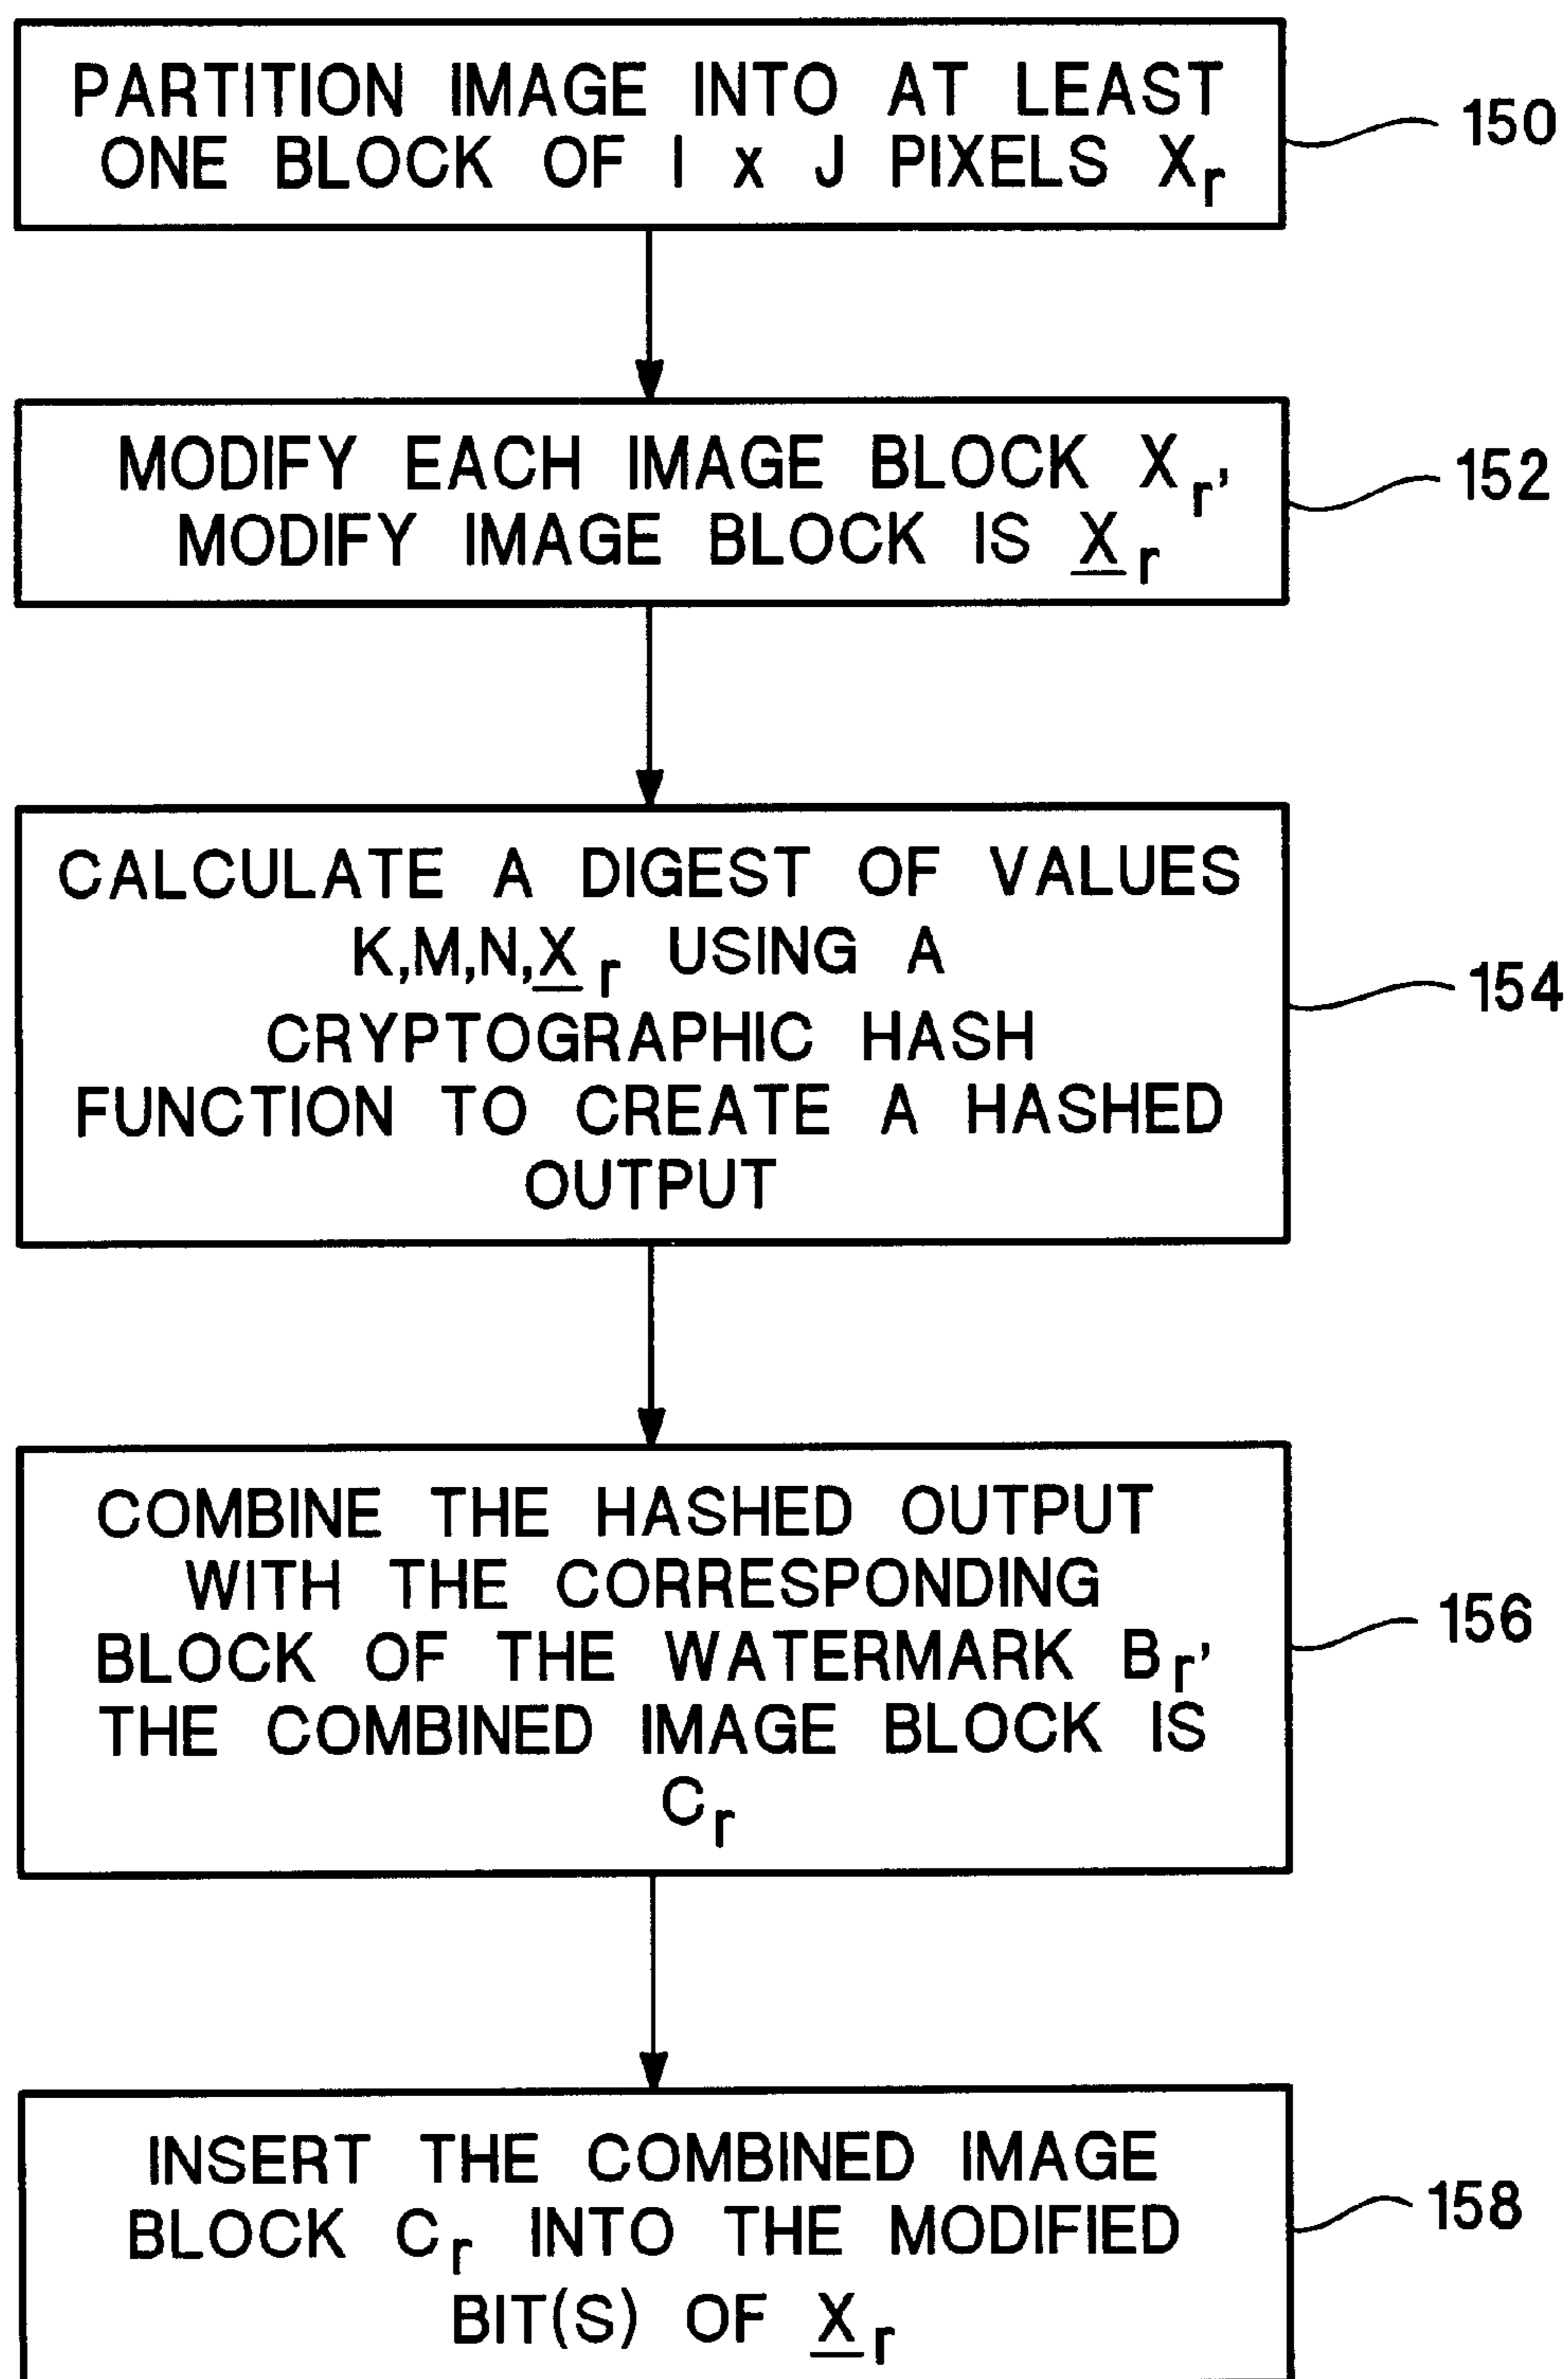 PARTITION IMAGE INTO AT LEAST
ONE BLOCK OF I x J PIXELS Xr
150
MODIFY EACH IMAGE BLOCK Xr,
MODIFY IMAGE BLOCK IS Xr
152
CALCULATE A DIGEST OF VALUES
K,M,N,Xr USING A
CRYPTOGRAPHIC HASH
FUNCTION TO CREATE A HASHED
OUTPUT
154
COMBINE THE HASHED OUTPUT
WITH THE CORRESPONDING
BLOCK OF THE WATERMARK Br,
THE COMBINED IMAGE BLOCK IS
Cr
156
INSERT THE COMBINED IMAGE
BLOCK Cr INTO THE MODIFIED
BIT(S) OF Xr
158